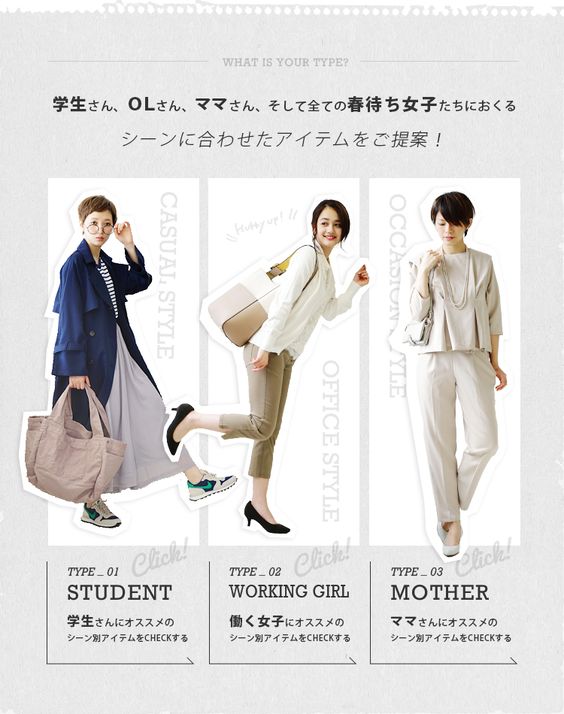 WHAT IS YOUR TYPE?
学生さん、OLさん、ママさん、そして全ての春待ち女子たちにおくる
シーンに合わせたアイテムをご提案！
CASUAL STYLE
Hurry up!
OFFICE STYLE
OCCASION STYLE
Click!
TYPE _ 01
STUDENT
学生さんにオススメの
シーン別アイテムをCHECKする
Click!
TYPE _ 02
WORKING GIRL
働く女子にオススメの
シーン別アイテムをCHECKする
Click!
TYPE _ 03
MOTHER
ママさんにオススメの
シーン別アイテムをCHECKする